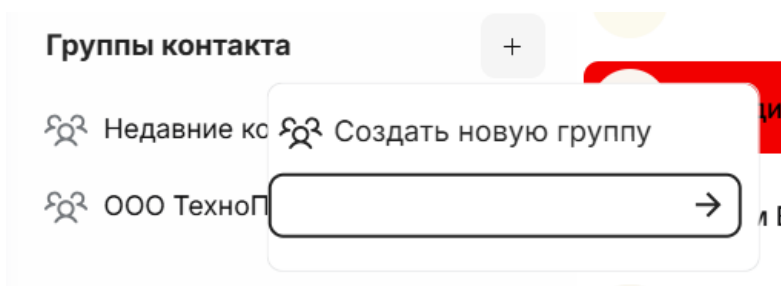 Группы контакта
Недавние ко
Создать новую группу
ООО ТехноП